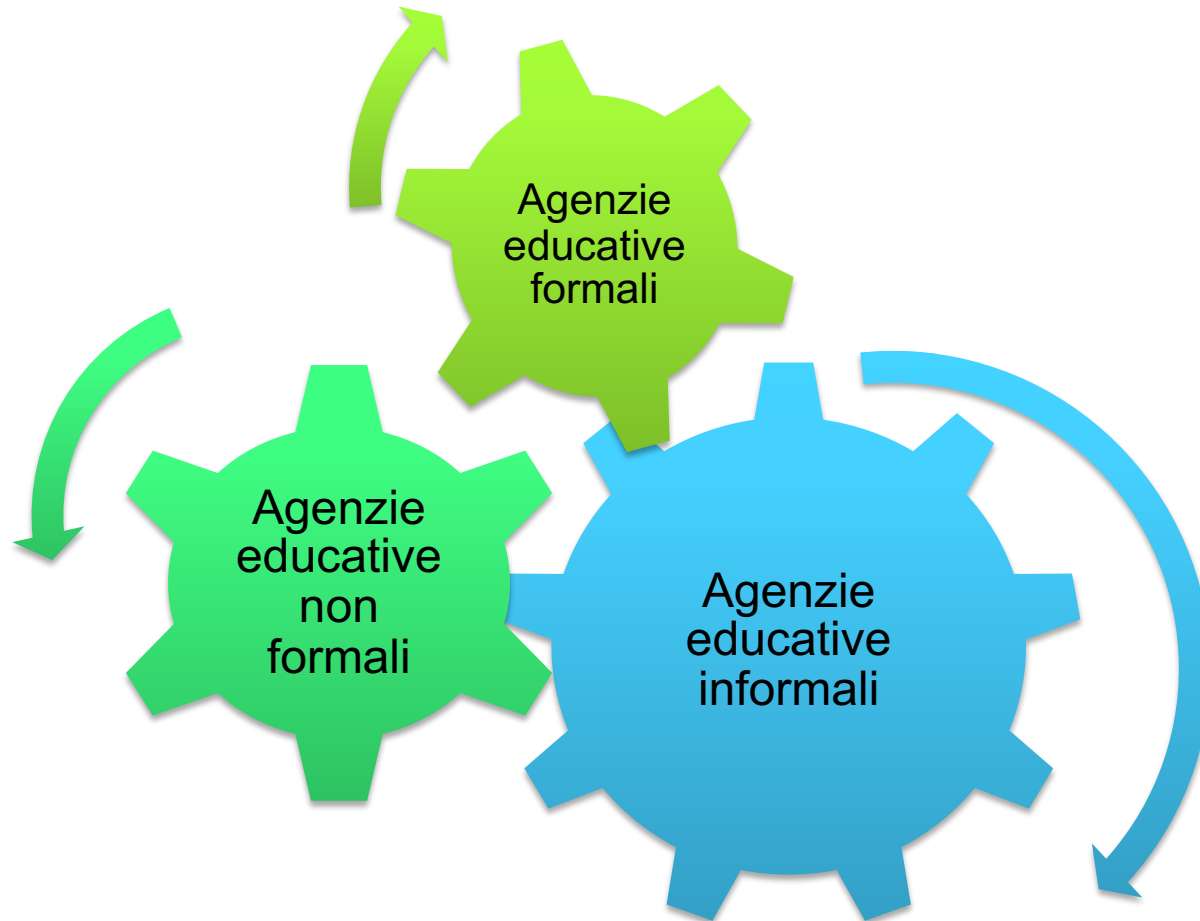 Agenzie
educative
formali
Agenzie
educative
non
formali
Agenzie
educative
informali